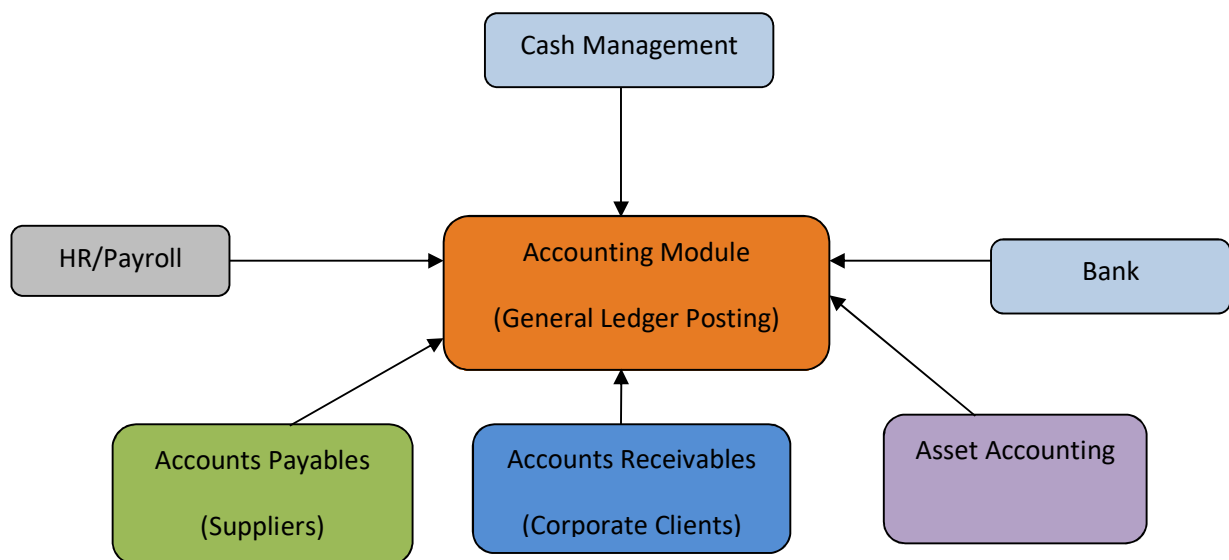 Cash Management
HR/Payroll
Accounting Module
(General Ledger Posting)
Bank
Accounts Payables
(Suppliers)
Accounts Receivables
(Corporate Clients)
Asset Accounting